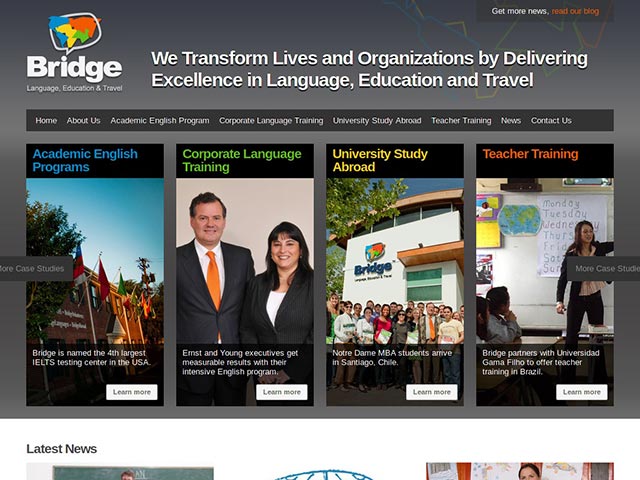 Get more news, read our blog
Bridge
Language, Education & Travel
We Transform Lives and Organizations by Delivering
Excellence in Language, Education and Travel
Home
About Us
Academic English Program
Corporate Language Training
University Study Abroad
Teacher Training
News
Contact Us
Academic English
Programs
Bridge is named the 4th largest
IELTS testing center in the USA.
Learn more
Corporate Language
Training
Ernst and Young executives get
measurable results with their
intensive English program.
Learn more
University Study
Abroad
Bridge
Language, Education & Travel
Notre Dame MBA students arrive
in Santiago, Chile.
Learn more
Teacher Training
Monday
Tuesday
Bridge partners with Universidad
Gama Filho to offer teacher
training in Brazil.
Learn more
More Case Studies
More Case Studies
Latest News